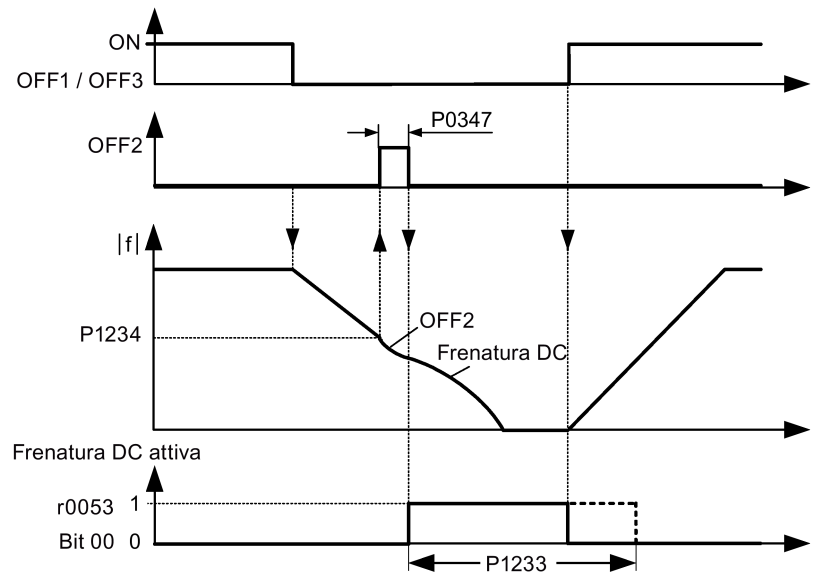 ON
OFF1 / OFF3
P0347
OFF2
|f|
P1234
OFF2
Frenatura DC
Frenatura DC attiva
r0053 1
Bit 00 0
P1233